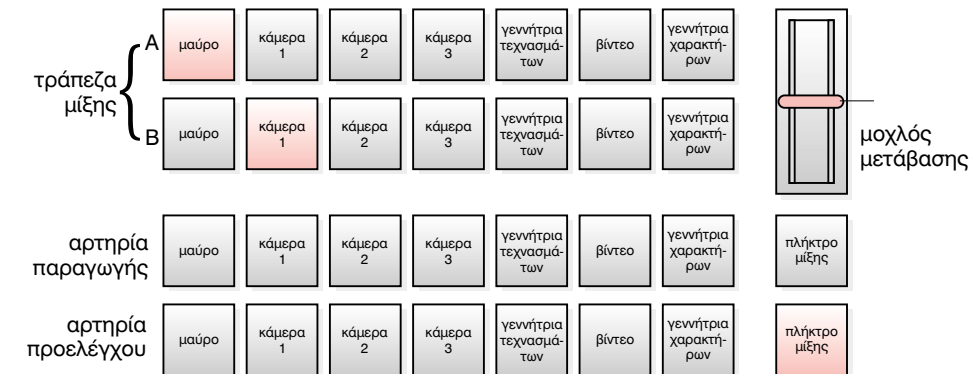 A μαύρο κάμερα 1 κάμερα 2 κάμερα 3 γεννήτρια τεχνασμά- των βίντεο γεννήτρια χαρακτή- ρων
τράπεζα
μίξης
B μαύρο κάμερα 1 κάμερα 2 κάμερα 3 γεννήτρια τεχνασμά- των βίντεο γεννήτρια χαρακτή- ρων
μοχλός
μετάβασης
αρτηρία
παραγωγής
μαύρο κάμερα 1 κάμερα 2 κάμερα 3 γεννήτρια τεχνασμά- των βίντεο γεννήτρια χαρακτή- ρων πλήκτρο μίξης
αρτηρία
προελέγχου
μαύρο κάμερα 1 κάμερα 2 κάμερα 3 γεννήτρια τεχνασμά- των βίντεο γεννήτρια χαρακτή- ρων πλήκτρο μίξης